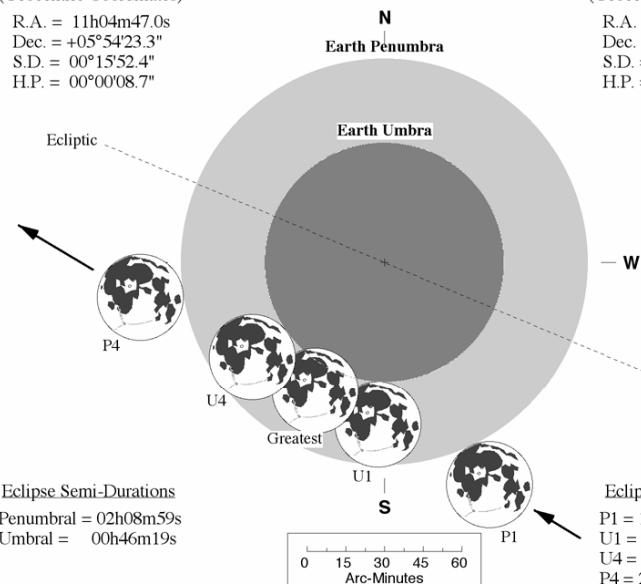 R.A. = 11h04m47.0s
Dec. = +05°54'23.3"
S.D. = 00°15'52.4"
H.P. = 00°00'08.7"
N
Earth Penumbra
R.A. =
Dec. =
S.D. =
H.P. =
Earth Umbra
Ecliptic
W
P4
U4
Greatest
U1
S
P1
Eclipse Semi-Durations
Penumbral = 02h08m59s
Umbral = 00h46m19s
0 15 30 45 60
Arc-Minutes
P1 =
U1 =
U4 =
P4 =